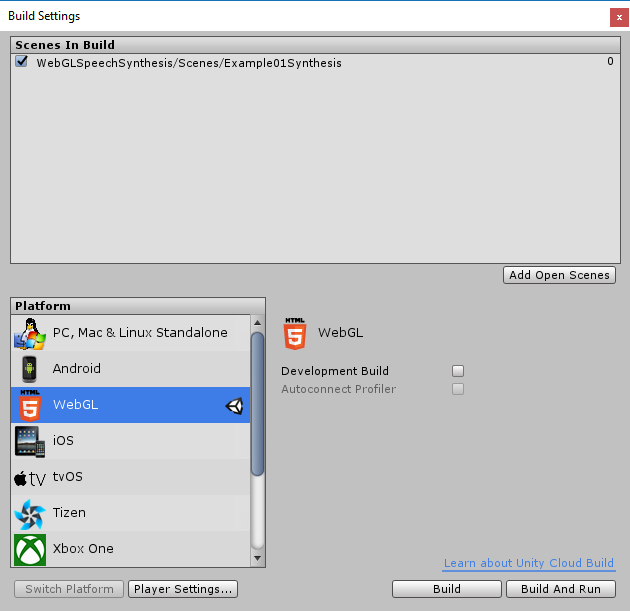 Build Settings
x
Scenes In Build
WebGLSpeechSynthesis/Scenes/Example01Synthesis 0
Add Open Scenes
Platform
PC, Mac & Linux Standalone
Android
HTML
5
WebGL
iOS
tv
tvOS
Tizen
Xbox One
HTML
5
WebGL
Development Build
Autoconnect Profiler
Learn about Unity Cloud Build
Switch Platform Player Settings... Build Build And Run